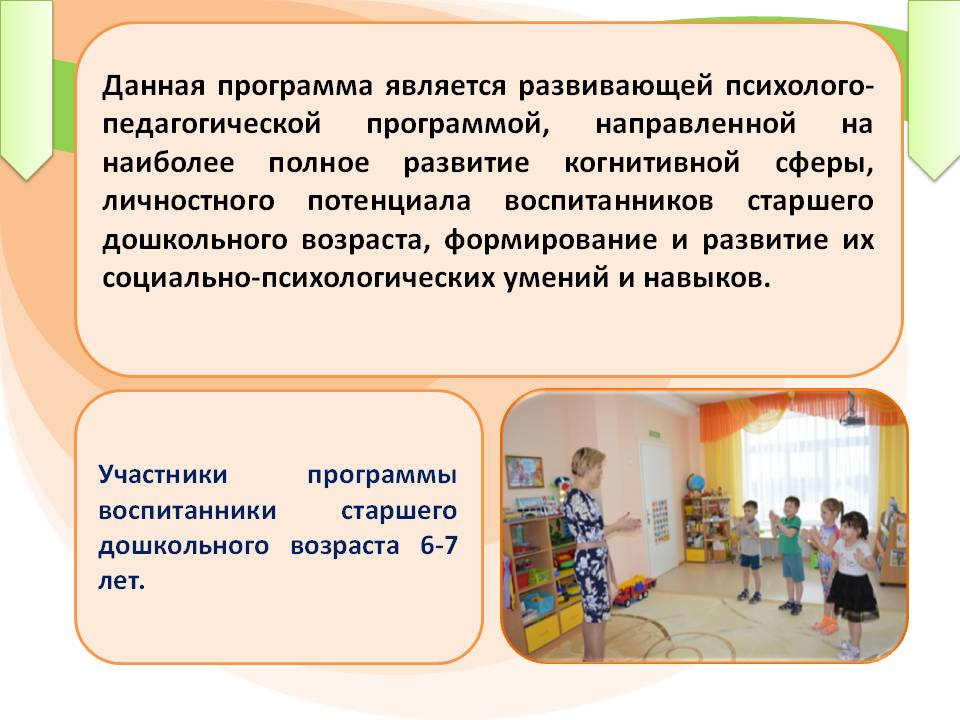 Данная программа является развивающей психолого-
педагогической программой, направленной на
наиболее полное развитие когнитивной сферы,
личностного потенциала воспитанников старшего
дошкольного возраста, формирование и развитие их
социально-психологических умений и навыков.
Участники программы
воспитанники старшего
дошкольного возраста 6-7
лет.